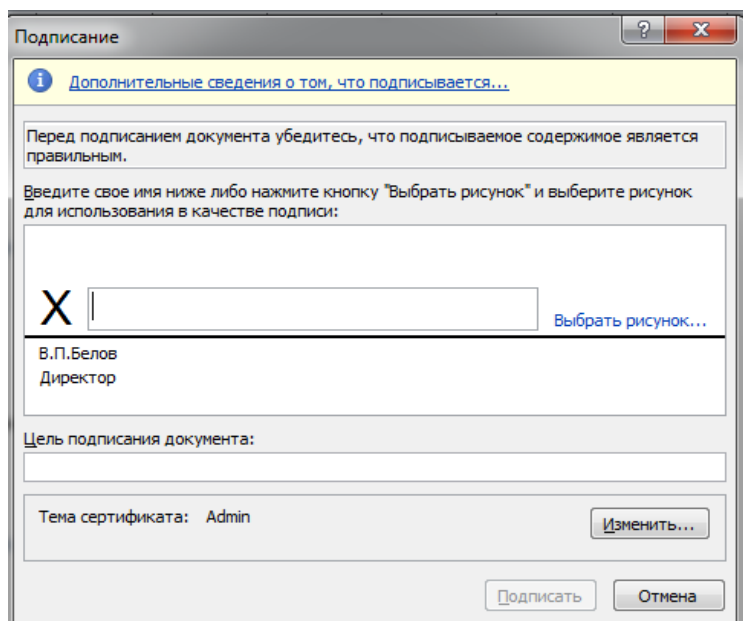 Подписание
Дополнительные сведения о том, что подписывается...
Перед подписанием документа убедитесь, что подписываемое содержимое является
правильным.
Введите свое имя ниже либо нажмите кнопку "Выбрать рисунок" и выберите рисунок
для использования в качестве подписи:
X
Выбрать рисунок...
В.П.Белов
Директор
Цель подписания документа:
Тема сертификата: Admin
Изменить...
Подписать Отмена